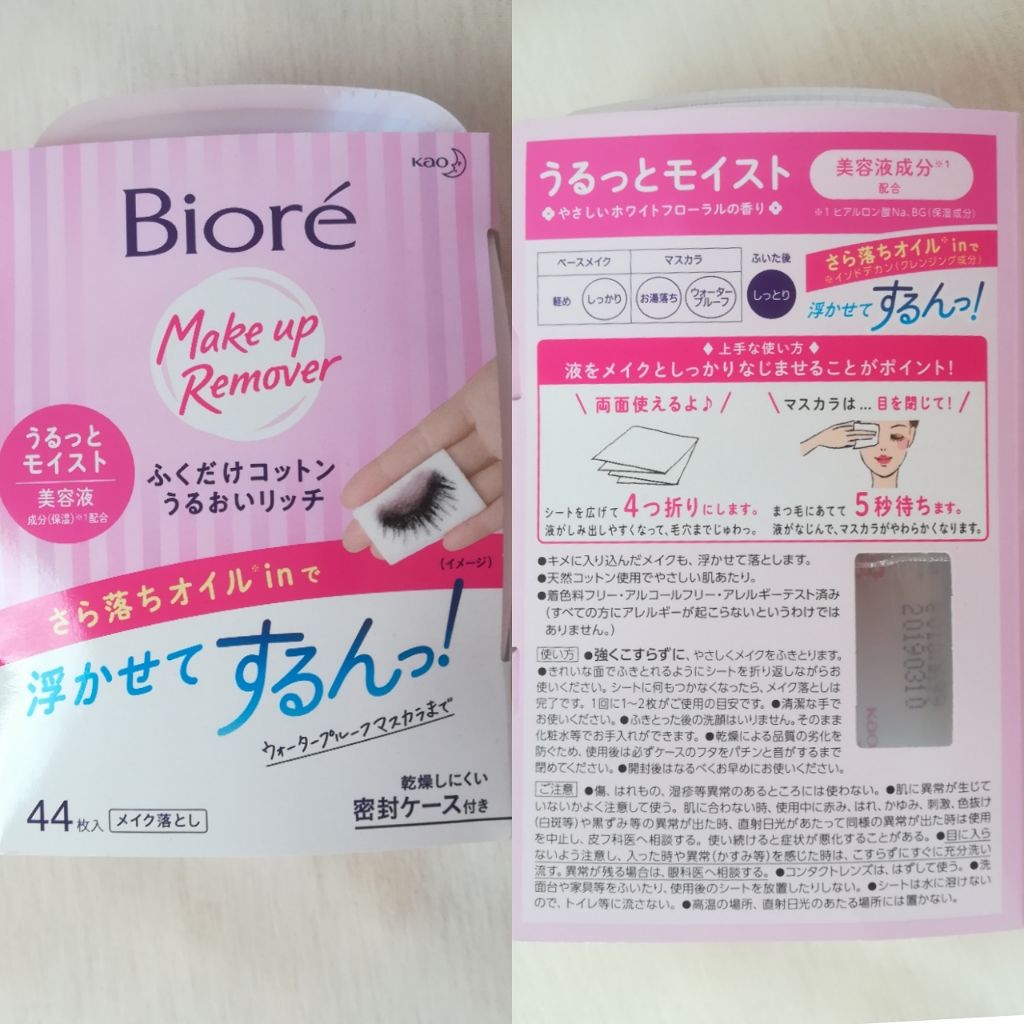 Kao
Bioré
Make up
Remover
うるっと
モイスト
美容液
成分(保湿)※1配合
ふくだけコットン
うるおいリッチ
(イメージ)
さら落ちオイル※inで
浮かせて するんっ!
ウォータープルーフマスカラまで
乾燥しにくい
密封ケース付き
44枚入 メイク落とし
うるっとモイスト
やさしいホワイトフローラルの香り
美容液成分※1
配合
※1 ヒアルロン酸Na、BG(保湿成分)
ベースメイク マスカラ ふいた後
軽め しっかり お湯落ち ウォータープルーフ しっとり
さら落ちオイル※inで
※イソドデカン(クレンジング成分)
浮かせて するんっ!
◆上手な使い方◆
液をメイクとしっかりなじませることがポイント!
両面使えるよ♪
マスカラは…目を閉じて!
シートを広げて4つ折りにします。
液がしみ出しやすくなって、毛穴までじゅわっ。
まつ毛にあてて5秒待ちます。
液がなじんで、マスカラがやわらかくなります。
●キメに入り込んだメイクも、浮かせて落とします。
●天然コットン使用でやさしい肌あたり。
●着色料フリー・アルコールフリー・アレルギーテスト済み
(すべての方にアレルギーが起こらないというわけでは
ありません。)
使い方 ●強くこすらずに、やさしくメイクをふきとります。
●きれいな面でふきとれるようにシートを折り返しながらお
使いください。シートに何もつかなくなったら、メイク落としは
完了です。1回に1~2枚がご使用の目安です。●清潔な手で
お使いください。●ふきとった後の洗顔はいりません。そのまま
化粧水等でお手入れができます。●乾燥による品質の劣化を
防ぐため、使用後は必ずケースのフタをパチンと音がするまで
閉めてください。●開封後はなるべくお早めにお使いください。
20190310
KAO
ご注意 ●傷、はれもの、湿疹等異常のあるところには使わない。●肌に異常が生じて
いないかよく注意して使う。肌に合わない時、使用中に赤み、はれ、かゆみ、刺激、色抜け
(白斑等)や黒ずみ等の異常が出た時、直射日光があたって同様の異常が出た時は使用
を中止し、皮フ科医へ相談する。使い続けると症状が悪化することがある。●目に入ら
ないよう注意し、入った時や異常(かすみ等)を感じた時は、こすらずにすぐに充分洗い
流す。異常が残る場合は、眼科医へ相談する。●コンタクトレンズは、はずして使う。●洗
面台や家具等をふいたり、使用後のシートを放置したりしない。●シートは水に溶けない
ので、トイレ等に流さない。●高温の場所、直射日光のあたる場所には置かない。